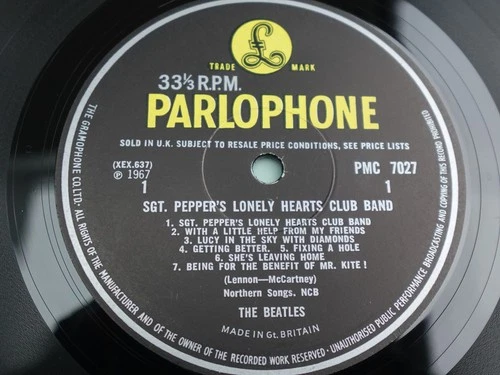 TRADE MARK
33⅓ R.P.M.
PARLOPHONE
SOLD IN U.K. SUBJECT TO RESALE PRICE CONDITIONS, SEE PRICE LISTS
(XEX.637) PMC 7027
℗ 1967
1 1
SGT. PEPPER'S LONELY HEARTS CLUB BAND
1. SGT. PEPPER'S LONELY HEARTS CLUB BAND
2. WITH A LITTLE HELP FROM MY FRIENDS
3. LUCY IN THE SKY WITH DIAMONDS
4. GETTING BETTER. 5. FIXING A HOLE
6. SHE'S LEAVING HOME
7. BEING FOR THE BENEFIT OF MR. KITE!
(Lennon—McCartney)
Northern Songs, NCB
THE BEATLES
MADE IN Gt. BRITAIN
THE GRAMOPHONE CO. LTD· ALL RIGHTS OF THE MANUFACTURER AND OF THE OWNER OF THE RECORDED WORK RESERVED · UNAUTHORISED PUBLIC PERFORMANCE BROADCASTING AND COPYING OF THIS RECORD PROHIBITED